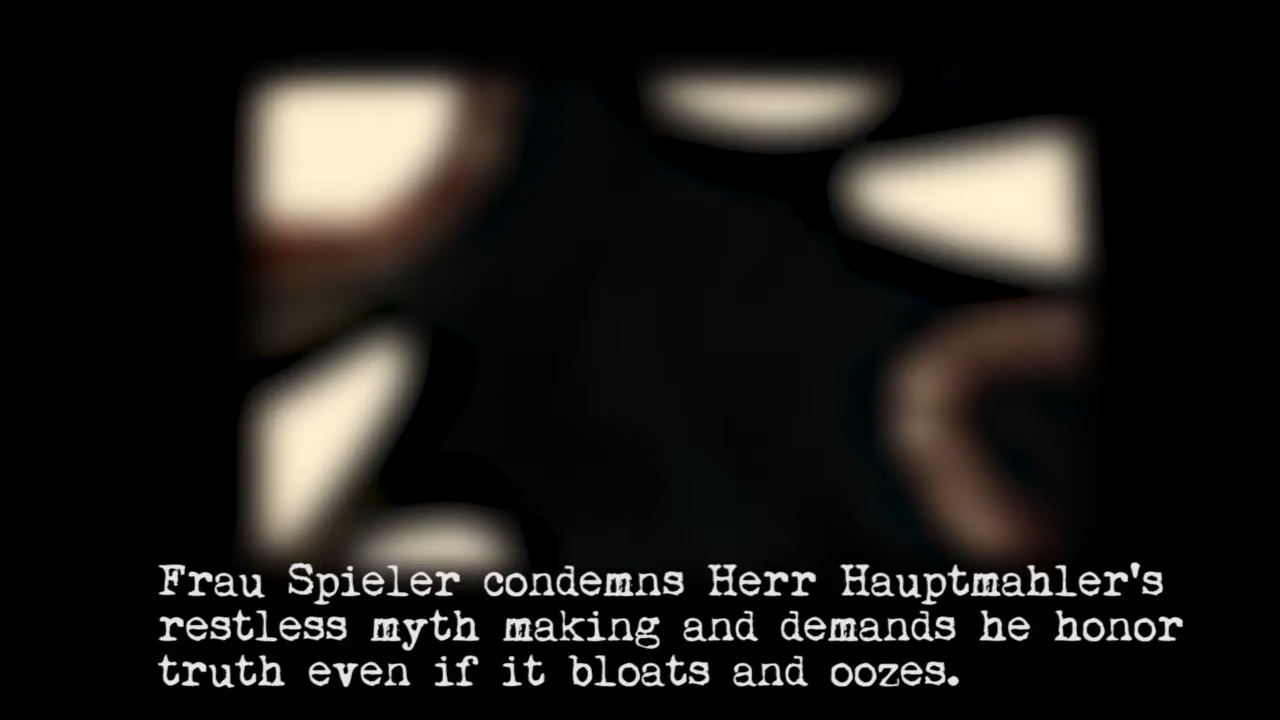 Frau Spieler condemns Herr Hauptmahler's
restless myth making and demands he honor
truth even if it bloats and oozes.